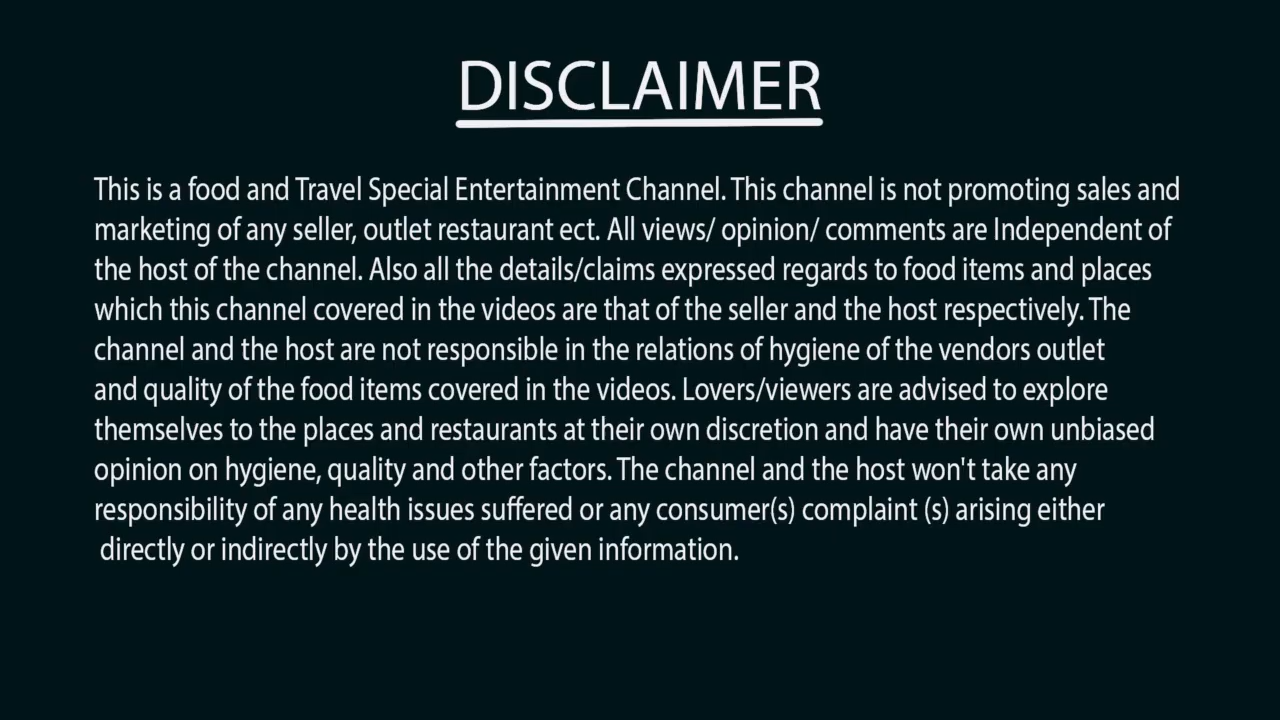 DISCLAIMER
This is a food and Travel Special Entertainment Channel. This channel is not promoting sales and
marketing of any seller, outlet restaurant ect. All views/ opinion/ comments are Independent of
the host of the channel. Also all the details/claims expressed regards to food items and places
which this channel covered in the videos are that of the seller and the host respectively. The
channel and the host are not responsible in the relations of hygiene of the vendors outlet
and quality of the food items covered in the videos. Lovers/viewers are advised to explore
themselves to the places and restaurants at their own discretion and have their own unbiased
opinion on hygiene, quality and other factors. The channel and the host won't take any
responsibility of any health issues suffered or any consumer(s) complaint (s) arising either
directly or indirectly by the use of the given information.